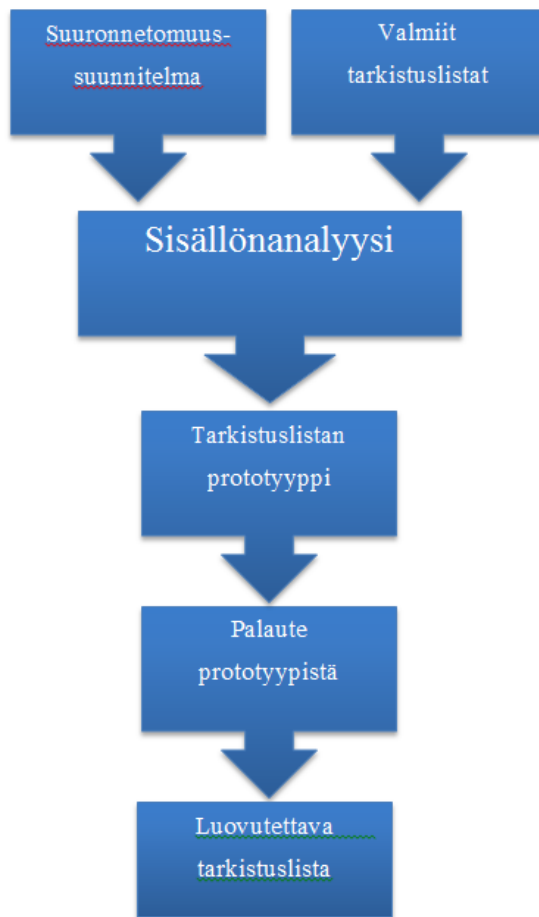 Suuronnetomuus-
suunnitelma
Valmiit
tarkistuslistat
Sisällönanalyysi
Tarkistuslistan
prototyyppi
Palaute
prototyypistä
Luovutettava
tarkistuslista